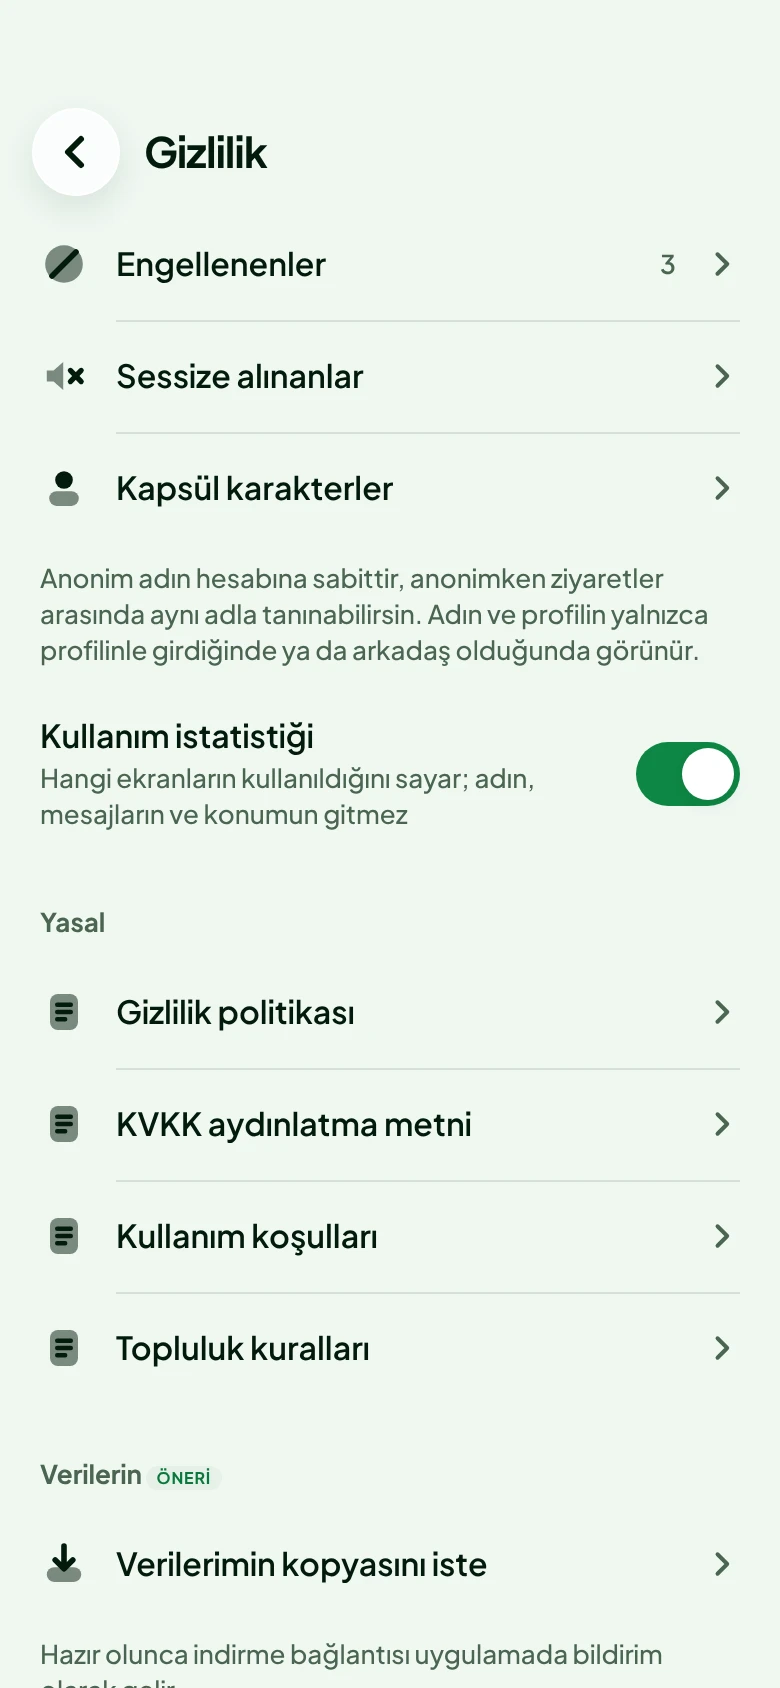 Gizlilik
Engellenenler 3
Sessize alınanlar
Kapsül karakterler
Anonim adın hesabına sabittir, anonimken ziyaretler
arasında aynı adla tanınabilirsin. Adın ve profilin yalnızca
profilinle girdiğinde ya da arkadaş olduğunda görünür.
Kullanım istatistiği
Hangi ekranların kullanıldığını sayar; adın,
mesajların ve konumun gitmez
Yasal
Gizlilik politikası
KVKK aydınlatma metni
Kullanım koşulları
Topluluk kuralları
Verilerin ÖNERİ
Verilerimin kopyasını iste
Hazır olunca indirme bağlantısı uygulamada bildirim
olarak gelir